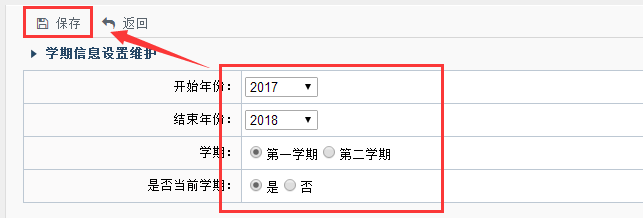 保存 返回
学期信息设置维护
开始年份： 2017
结束年份： 2018
学期： 第一学期 第二学期
是否当前学期： 是 否